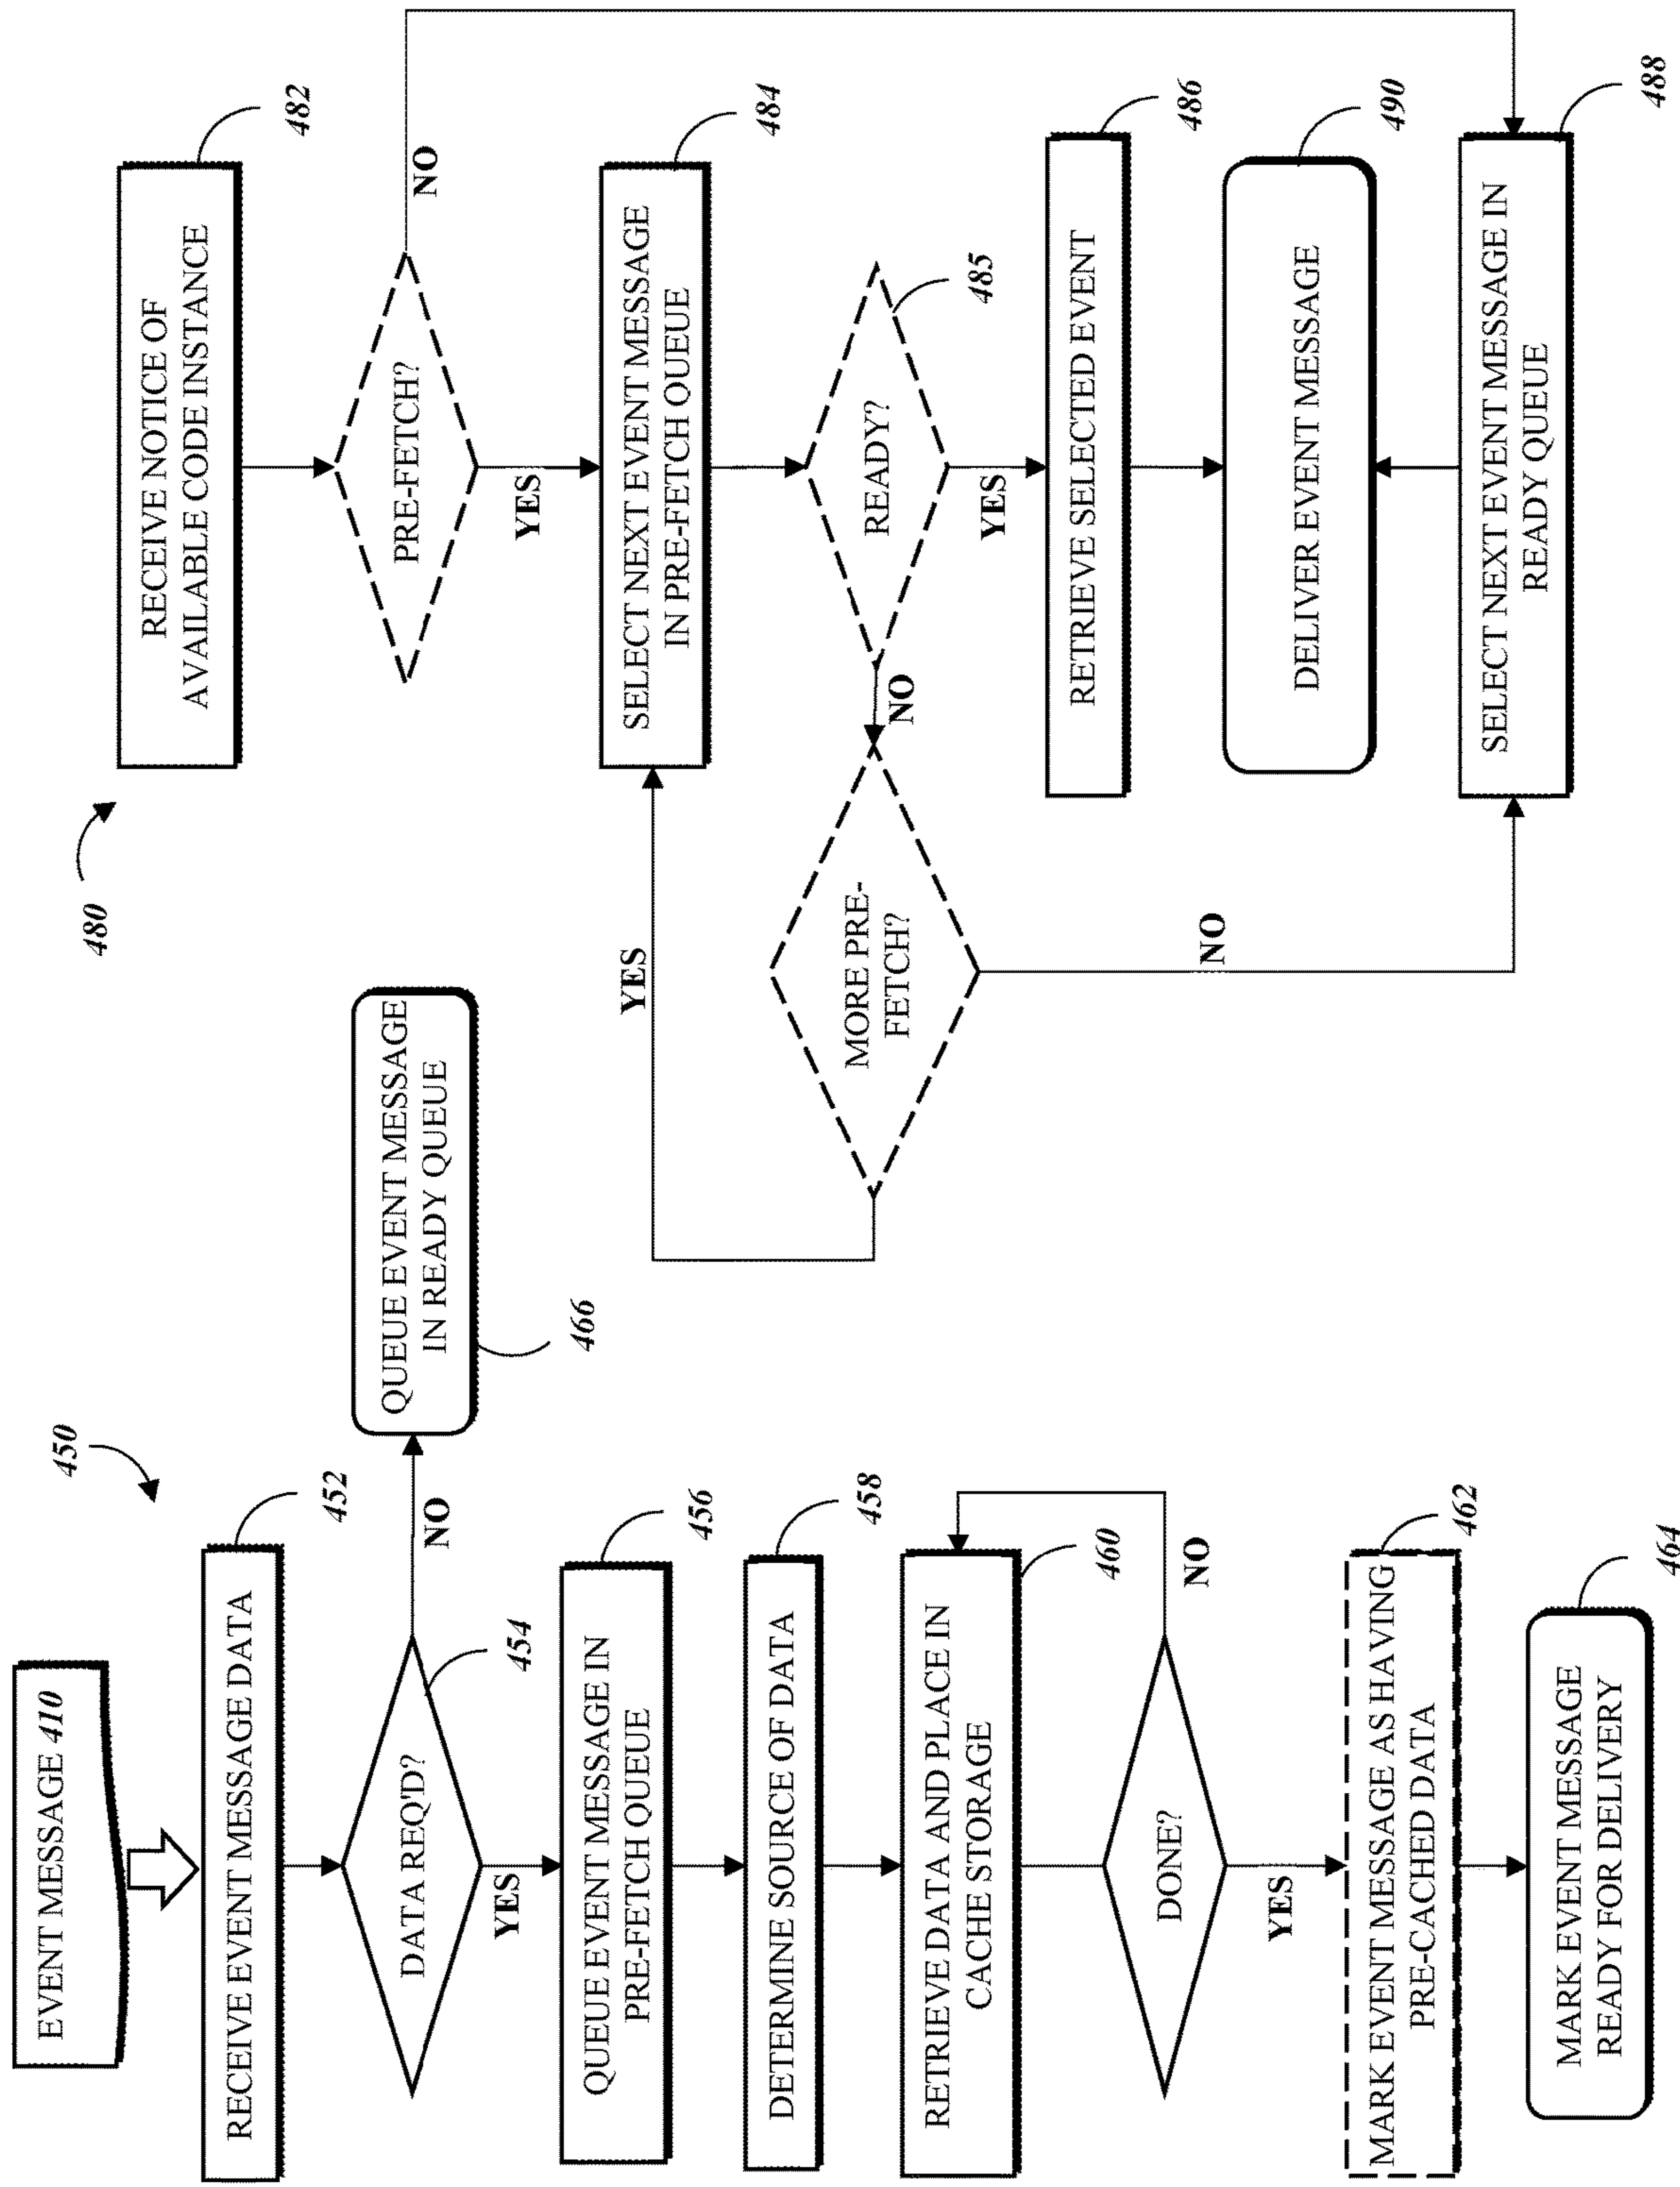 450
EVENT MESSAGE 410
RECEIVE EVENT MESSAGE DATA
452
DATA REQ'D?
454
NO
QUEUE EVENT MESSAGE
IN READY QUEUE
466
YES
QUEUE EVENT MESSAGE IN
PRE-FETCH QUEUE
456
DETERMINE SOURCE OF DATA
458
RETRIEVE DATA AND PLACE IN
CACHE STORAGE
460
DONE?
NO
YES
MARK EVENT MESSAGE AS HAVING
PRE-CACHED DATA
462
MARK EVENT MESSAGE
READY FOR DELIVERY
464
480
RECEIVE NOTICE OF
AVAILABLE CODE INSTANCE
482
PRE-FETCH?
NO
YES
SELECT NEXT EVENT MESSAGE
IN PRE-FETCH QUEUE
484
READY?
485
NO
YES
MORE PRE-
FETCH?
YES
NO
RETRIEVE SELECTED EVENT
486
DELIVER EVENT MESSAGE
490
SELECT NEXT EVENT MESSAGE IN
READY QUEUE
488